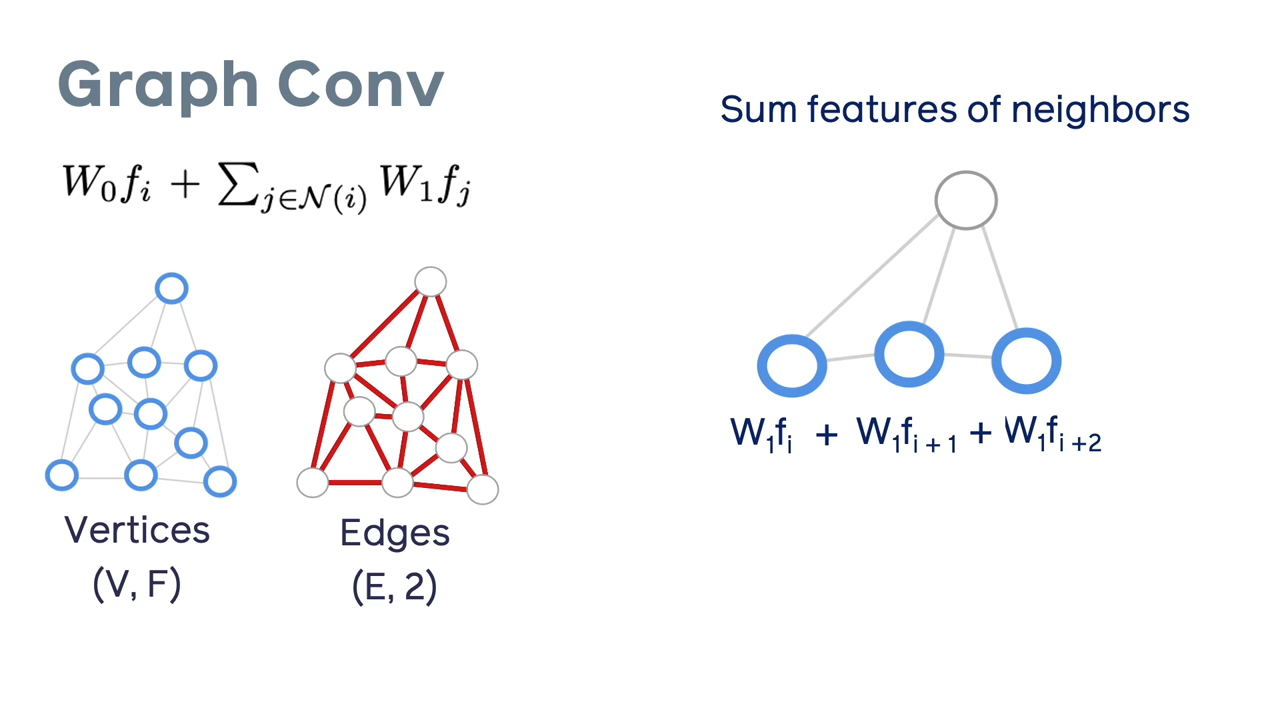 Graph Conv
W₀fᵢ + ∑_{j∈𝒩(i)} W₁fⱼ
Vertices
(V, F)
Edges
(E, 2)
Sum features of neighbors
W₁fᵢ + W₁fᵢ₊₁ + W₁fᵢ₊₂